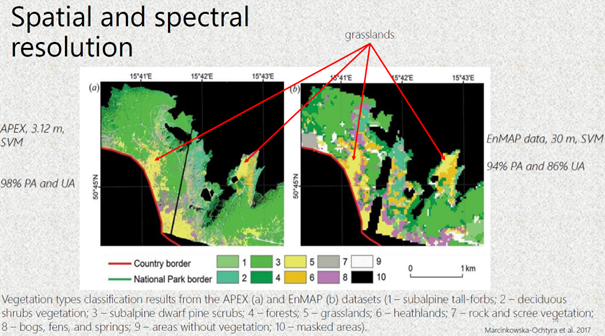 Spatial and spectral
resolution
grasslands
(a)
15°41'E
15°42'E
15°43'E
(b)
15°41'E
15°42'E
15°43'E
APEX, 3.12 m,
SVM
98% PA and UA
50°45'N
50°45'N
EnMAP data, 30 m, SVM
94% PA and 86% UA
Country border
National Park border
1 3 5 7 9
2 4 6 8 10
0 1 km
Vegetation types classification results from the APEX (a) and EnMAP (b) datasets (1 – subalpine tall-forbs; 2 – deciduous
shrubs vegetation; 3 – subalpine dwarf pine scrubs; 4 – forests; 5 – grasslands; 6 – heathlands; 7 – rock and scree vegetation;
8 – bogs, fens, and springs; 9 – areas without vegetation; 10 – masked areas).
Marcinkowska-Ochtyra et al. 2017